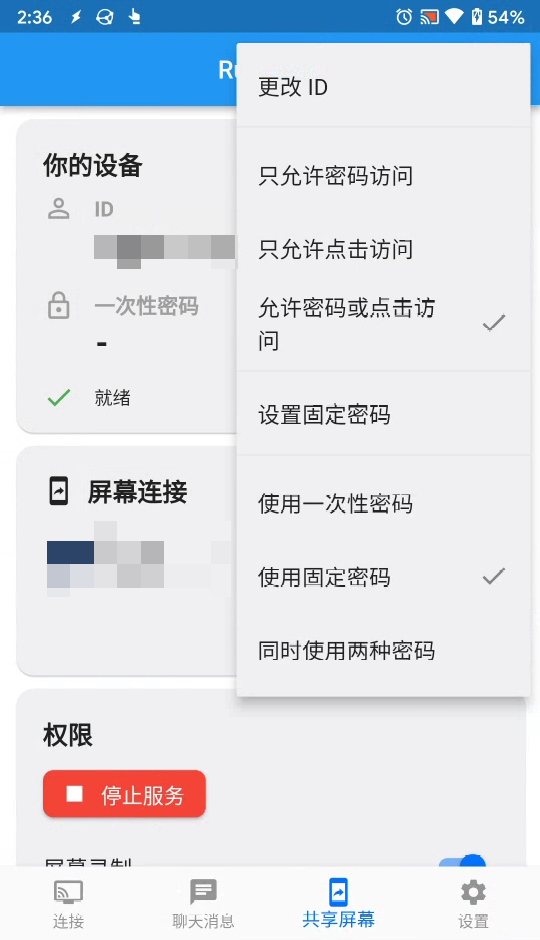 2:36
54%
更改 ID
你的设备
ID
只允许密码访问
只允许点击访问
允许密码或点击访
问
一次性密码
-
就绪
设置固定密码
屏幕连接
使用一次性密码
使用固定密码
同时使用两种密码
权限
停止服务
屏幕录制
连接
聊天消息
共享屏幕
设置